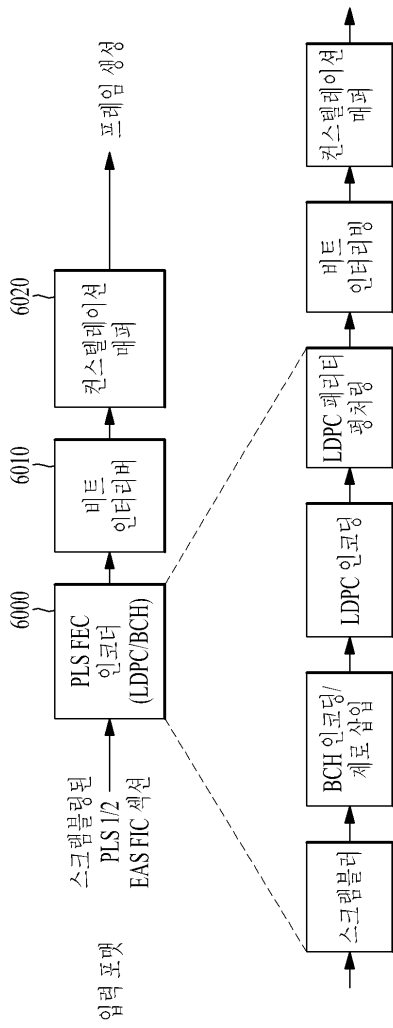 입력 포맷
스크램블링된
PLS 1/2
EAS FIC 섹션
6000
PLS FEC
인코더
(LDPC/BCH)
6010
비트
인터리버
6020
컨스텔레이션
매퍼
프레임 생성
스크램블러
BCH 인코딩/
제로 삽입
LDPC 인코딩
LDPC 패리티
펑처링
비트
인터리빙
컨스텔레이션
매퍼